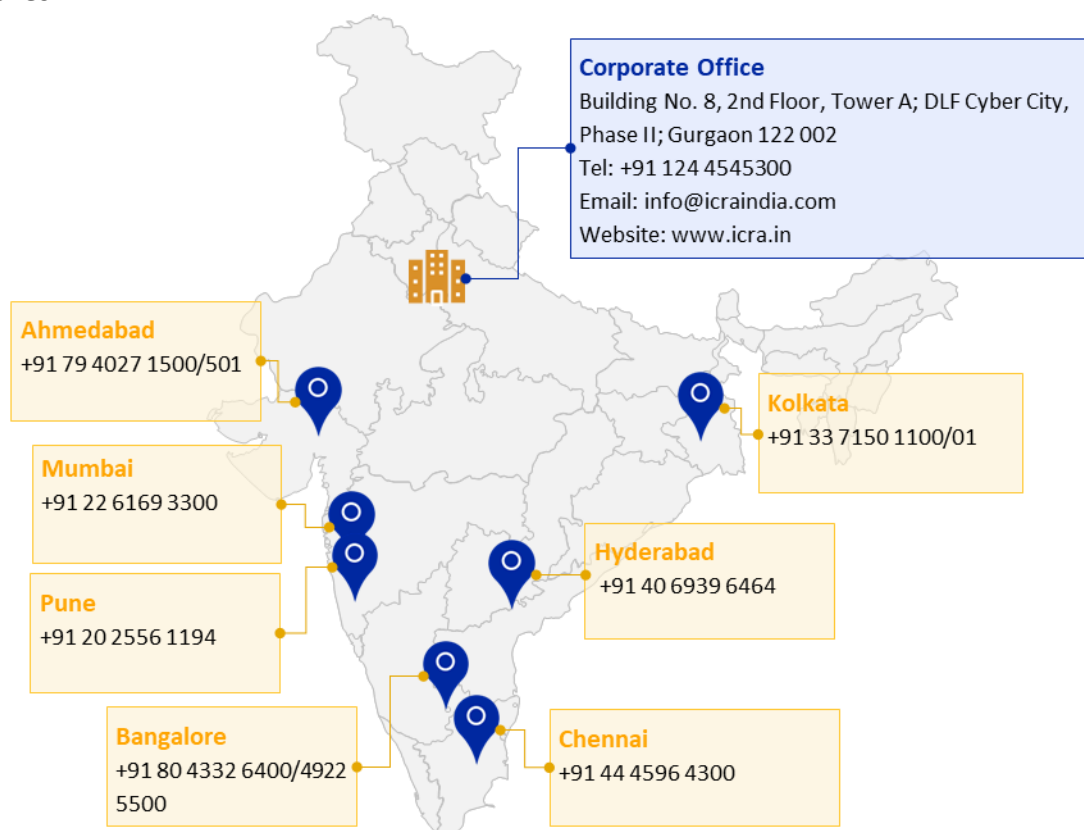 Corporate Office
Building No. 8, 2nd Floor, Tower A; DLF Cyber City,
Phase II; Gurgaon 122 002
Tel: +91 124 4545300
Email: info@icraindia.com
Website: www.icra.in
Ahmedabad
+91 79 4027 1500/501
Kolkata
+91 33 7150 1100/01
Mumbai
+91 22 6169 3300
Hyderabad
+91 40 6939 6464
Pune
+91 20 2556 1194
Bangalore
+91 80 4332 6400/4922
5500
Chennai
+91 44 4596 4300